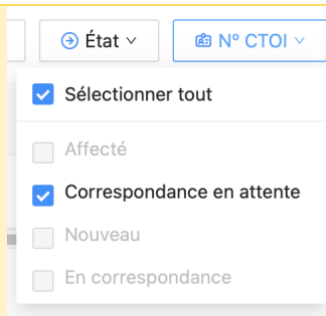 État
N° CTOI
Sélectionner tout
Affecté
Correspondance en attente
Nouveau
En correspondance